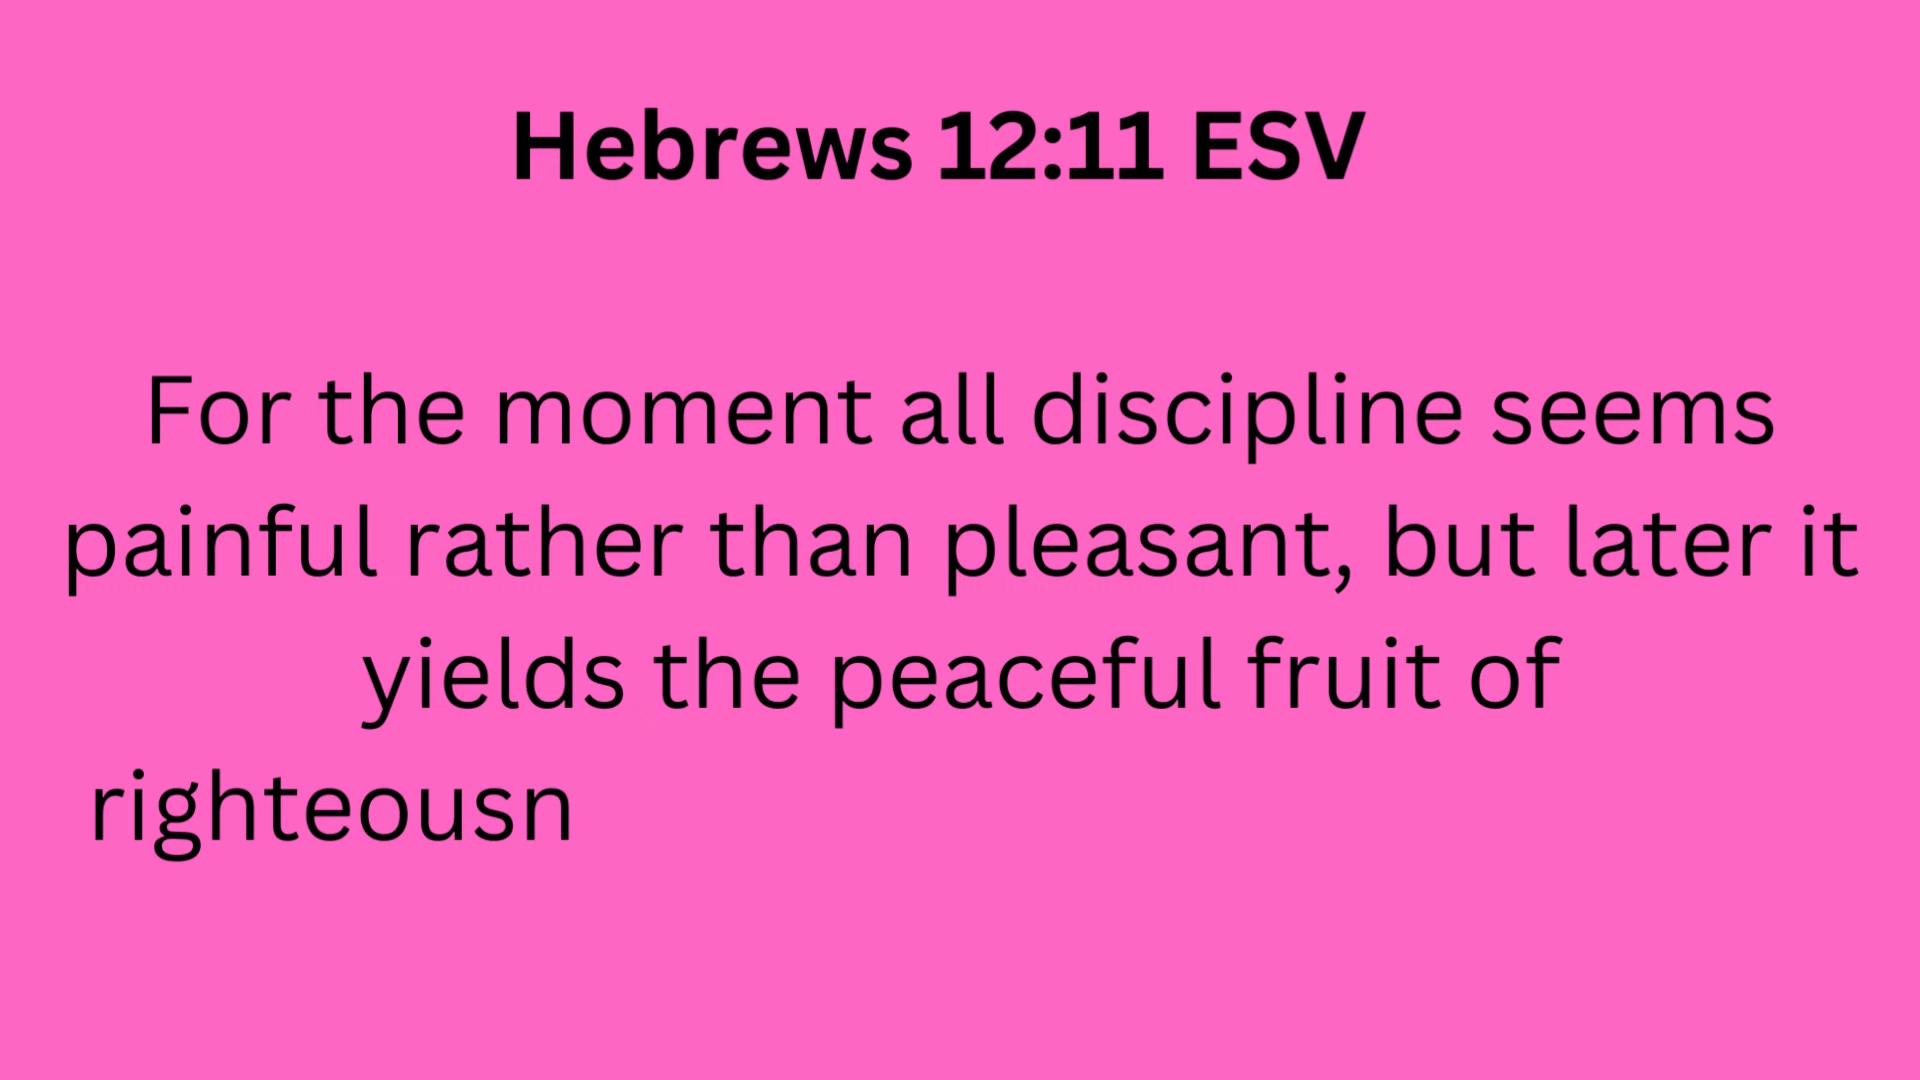 Hebrews 12:11 ESV
For the moment all discipline seems
painful rather than pleasant, but later it
yields the peaceful fruit of
righteousn